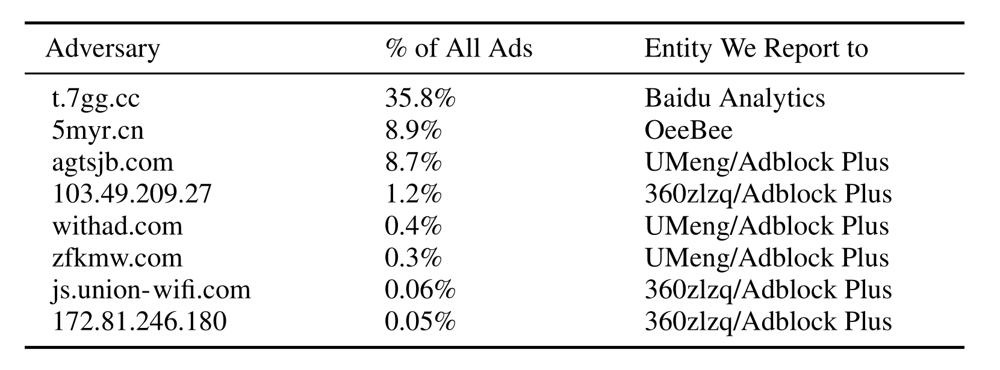 Adversary % of All Ads Entity We Report to
t.7gg.cc 35.8% Baidu Analytics
5myr.cn 8.9% OeeBee
agtsjb.com 8.7% UMeng/Adblock Plus
103.49.209.27 1.2% 360zlzq/Adblock Plus
withad.com 0.4% UMeng/Adblock Plus
zfkmw.com 0.3% UMeng/Adblock Plus
js.union-wifi.com 0.06% 360zlzq/Adblock Plus
172.81.246.180 0.05% 360zlzq/Adblock Plus